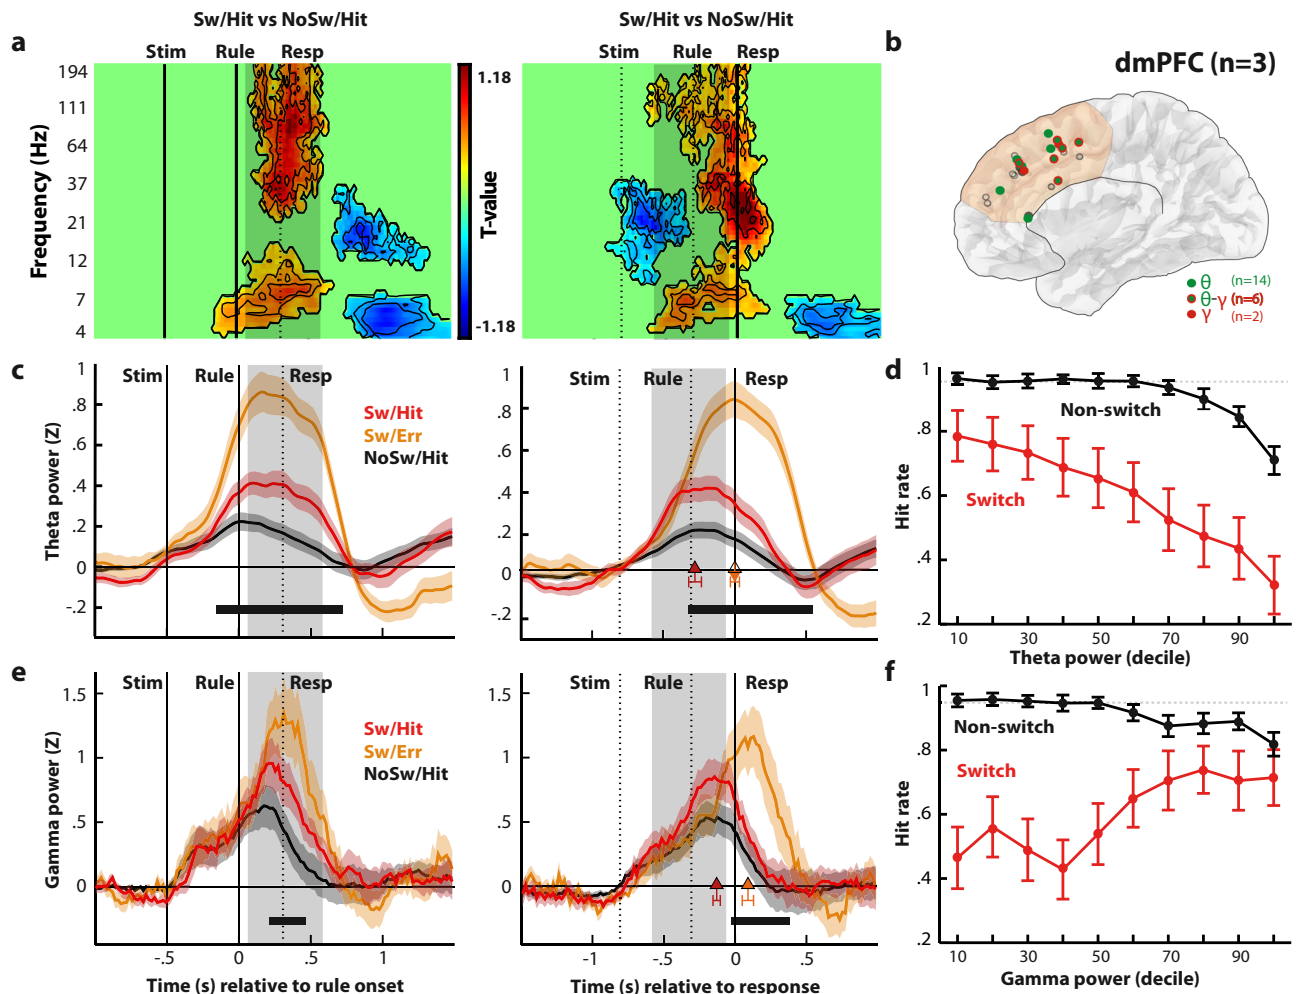 Sw/Hit vs NoSw/Hit
Sw/Hit vs NoSw/Hit
a
Stim Rule Resp
Stim Rule Resp
194
111
64
37
21
12
7
4
Frequency (Hz)
1.18
-1.18
T-value
b
dmPFC (n=3)
θ (n=14)
θ-γ (n=6)
γ (n=2)
c
Stim Rule Resp
1
.8
.6
.4
.2
0
-.2
Theta power (Z)
Sw/Hit
Sw/Err
NoSw/Hit
Stim Rule Resp
1
.8
.6
.4
.2
0
-.2
d
1
.8
.6
.4
.2
Hit rate
Non-switch
Switch
10 30 50 70 90
Theta power (decile)
e
Stim Rule Resp
1.5
1
.5
0
Gamma power (Z)
Sw/Hit
Sw/Err
NoSw/Hit
-.5 0 .5 1
Time (s) relative to rule onset
Stim Rule Resp
1.5
1
.5
0
-1 -.5 0 .5
Time (s) relative to response
f
1
.8
.6
.4
.2
Hit rate
Non-switch
Switch
10 30 50 70 90
Gamma power (decile)